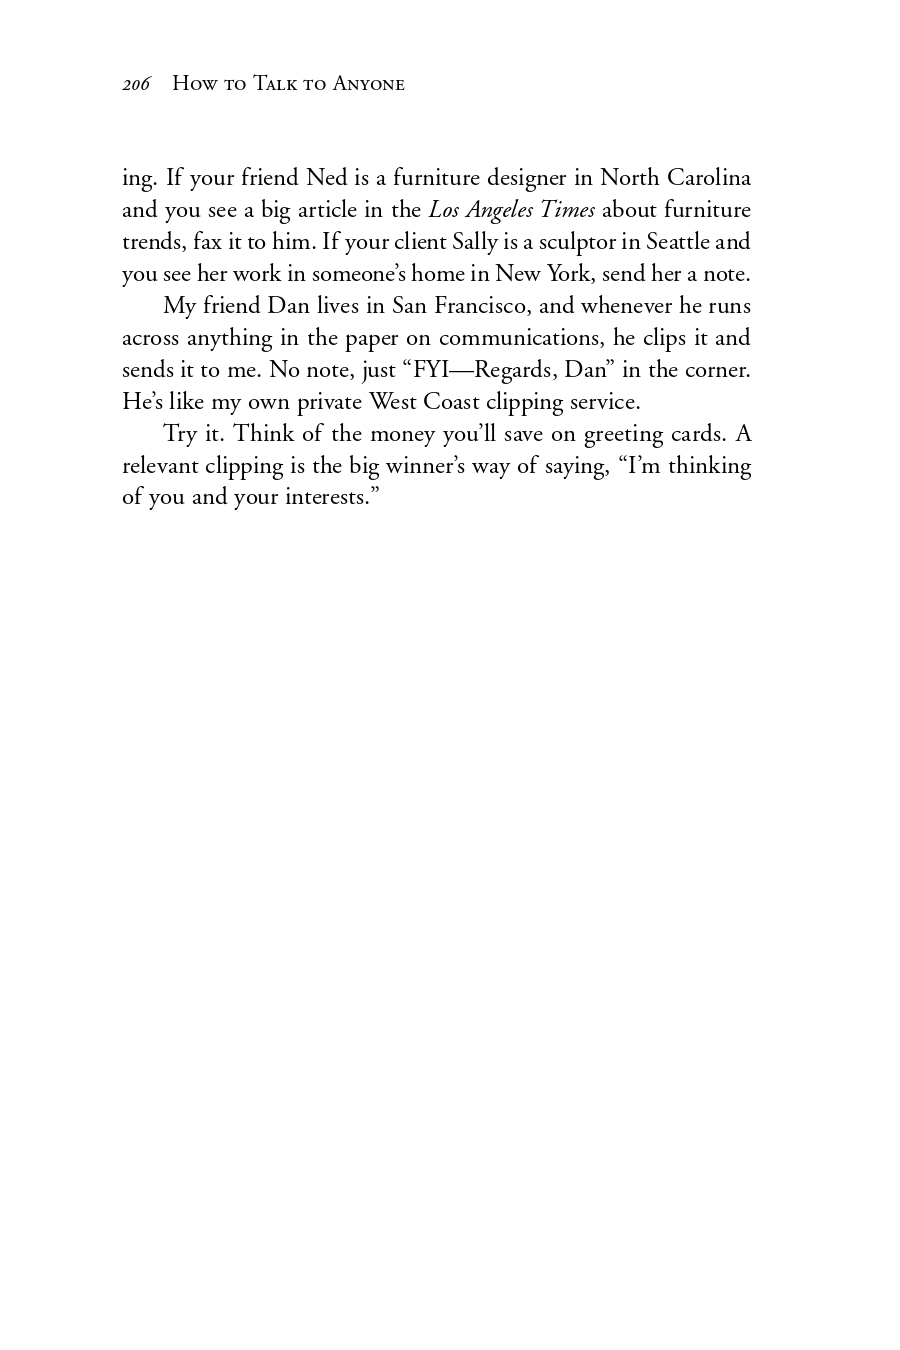 206 How to Talk to Anyone
ing. If your friend Ned is a furniture designer in North Carolina
and you see a big article in the Los Angeles Times about furniture
trends, fax it to him. If your client Sally is a sculptor in Seattle and
you see her work in someone’s home in New York, send her a note.
My friend Dan lives in San Francisco, and whenever he runs
across anything in the paper on communications, he clips it and
sends it to me. No note, just “FYI—Regards, Dan” in the corner.
He’s like my own private West Coast clipping service.
Try it. Think of the money you’ll save on greeting cards. A
relevant clipping is the big winner’s way of saying, “I’m thinking
of you and your interests.”